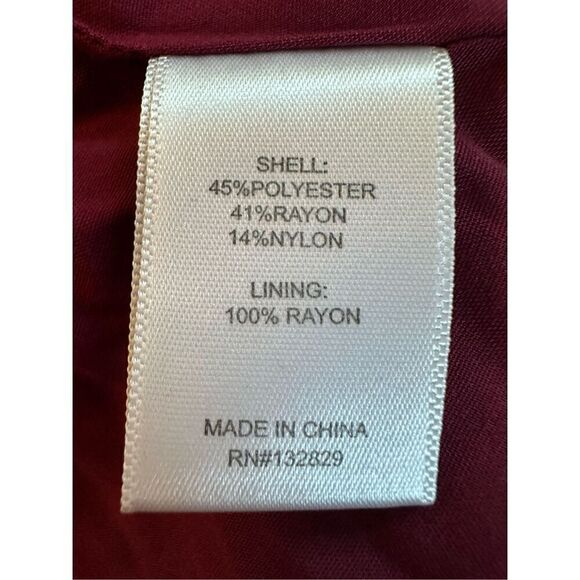 SHELL:
45%POLYESTER
41%RAYON
14%NYLON
LINING:
100% RAYON
MADE IN CHINA
RN#132829